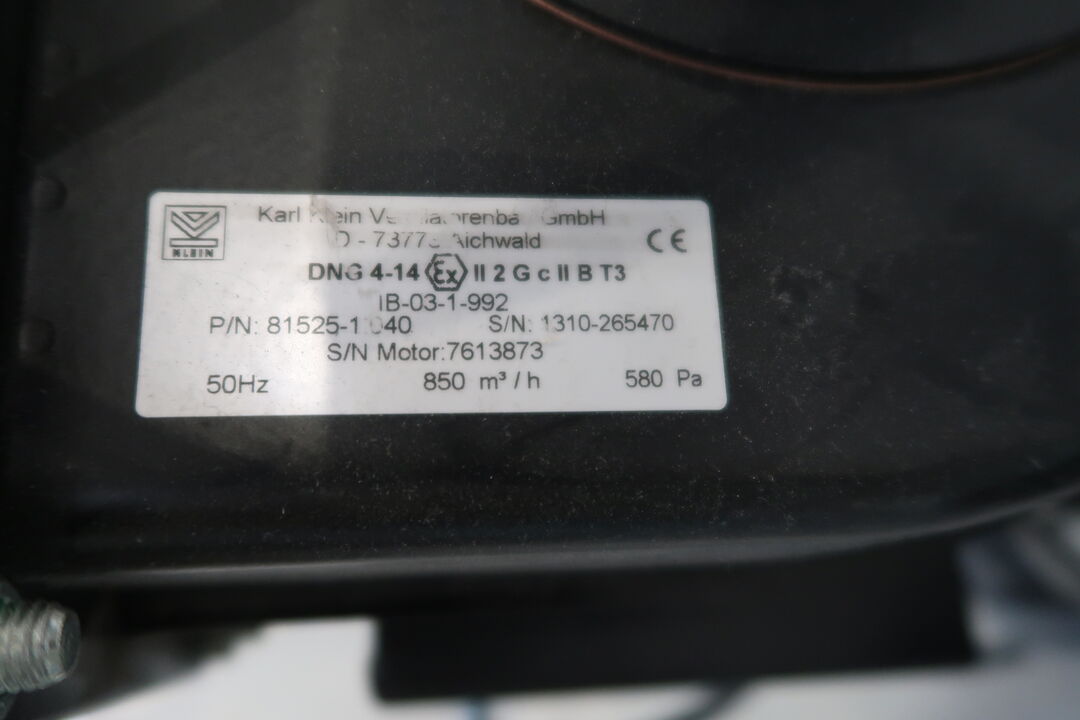 KLEIN
Karl GmbH
CE
DNG 4-14 Ex II 2 G c II B T3
IB-03-1-992
P/N: S/N: 1310-265470
S/N Motor:7613873
50Hz 850 m³ / h 580 Pa